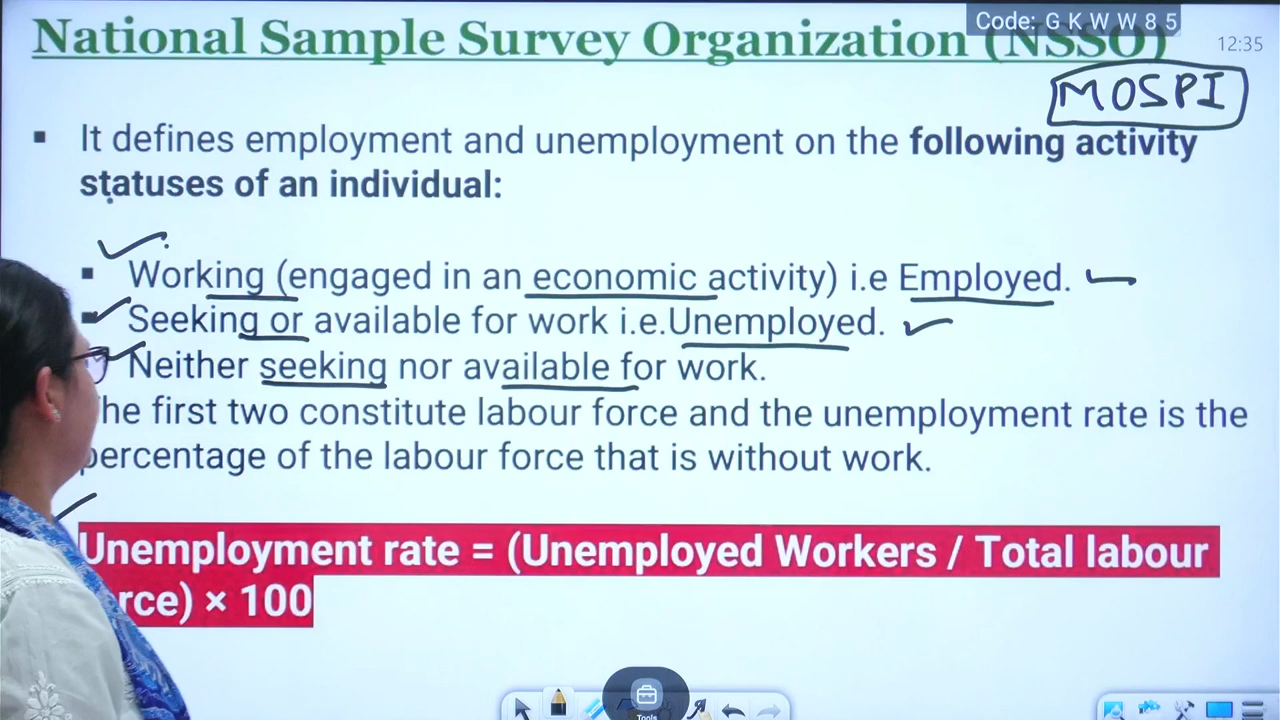 Code: G K W W 8 5
National Sample Survey Organization (NSSO)
12:35
MOSPI
▪ It defines employment and unemployment on the following activity
statuses of an individual:
▪ Working (engaged in an economic activity) i.e Employed.
▪ Seeking or available for work i.e.Unemployed.
Neither seeking nor available for work.
he first two constitute labour force and the unemployment rate is the
percentage of the labour force that is without work.
Unemployment rate = (Unemployed Workers / Total labour
rce) × 100
Tools